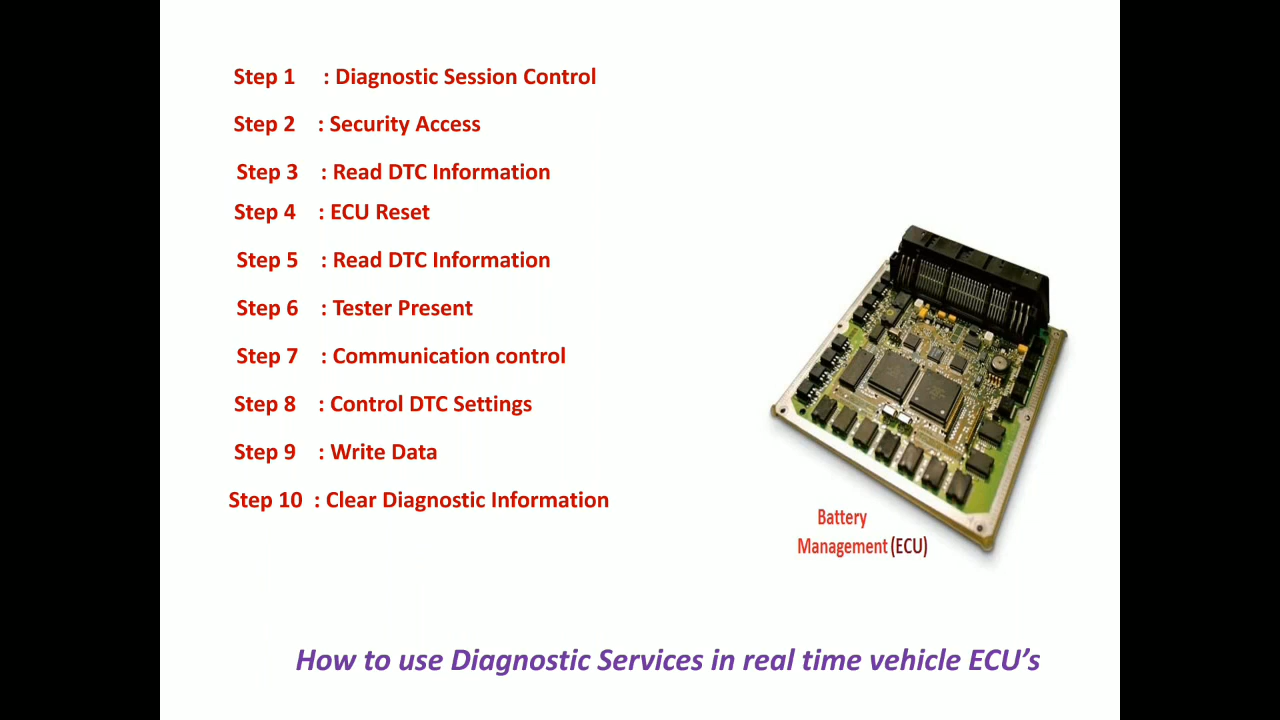 Step 1 : Diagnostic Session Control
Step 2 : Security Access
Step 3 : Read DTC Information
Step 4 : ECU Reset
Step 5 : Read DTC Information
Step 6 : Tester Present
Step 7 : Communication control
Step 8 : Control DTC Settings
Step 9 : Write Data
Step 10 : Clear Diagnostic Information
Battery
Management (ECU)
How to use Diagnostic Services in real time vehicle ECU’s